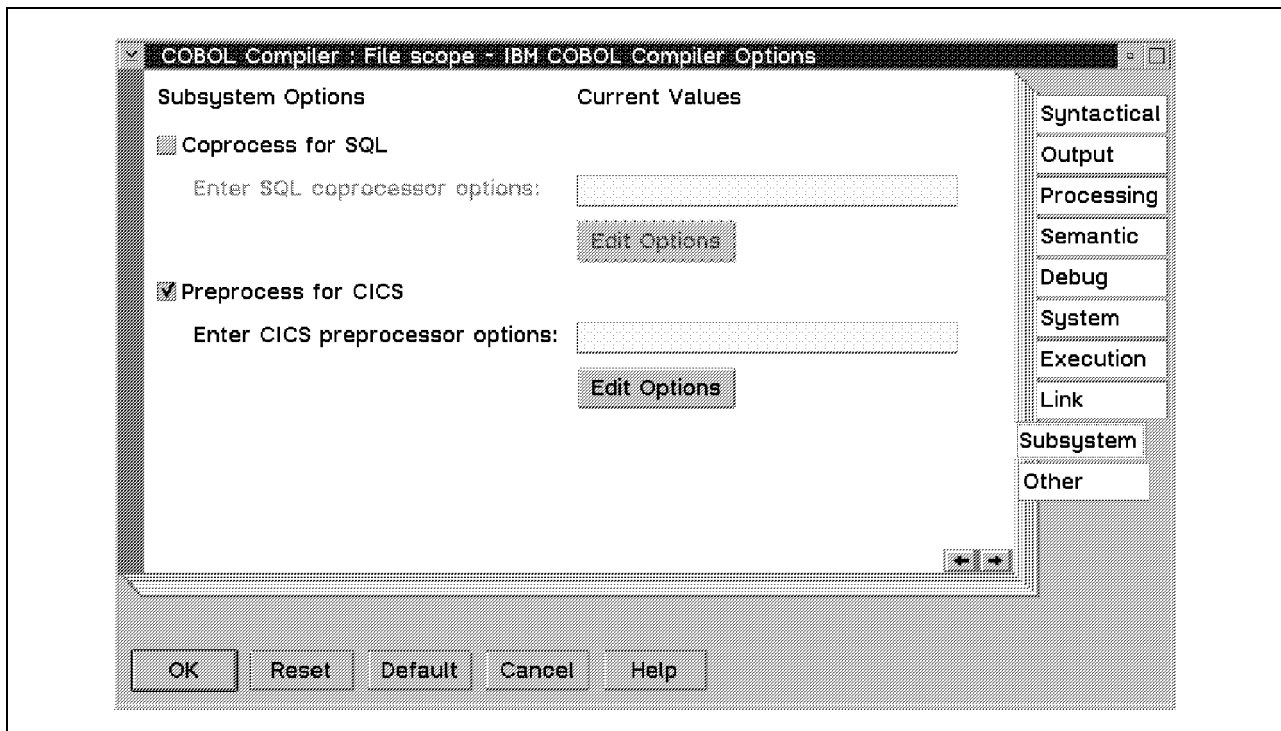 COBOL Compiler : File scope - IBM COBOL Compiler Options
Subsystem Options Current Values
Coprocess for SQL
Enter SQL coprocessor options:
Edit Options
Preprocess for CICS
Enter CICS preprocessor options:
Edit Options
Syntactical
Output
Processing
Semantic
Debug
System
Execution
Link
Subsystem
Other
OK Reset Default Cancel Help